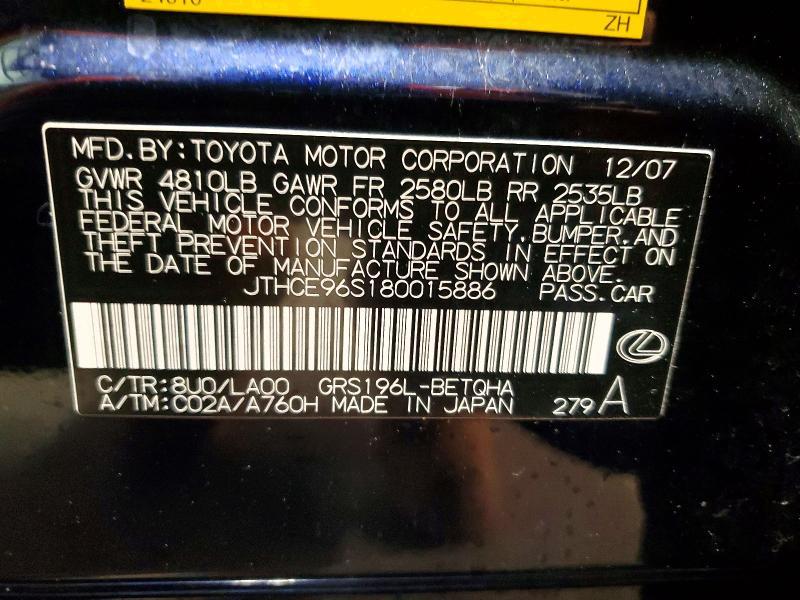 ZH
MFD. BY: TOYOTA MOTOR CORPORATION 12/07
GVWR 4810LB GAWR FR 2580LB RR 2535LB
THIS VEHICLE CONFORMS TO ALL APPLICABLE
FEDERAL MOTOR VEHICLE SAFETY, BUMPER, AND
THEFT PREVENTION STANDARDS IN EFFECT ON
THE DATE OF MANUFACTURE SHOWN ABOVE.
JTHCE96S180015886 PASS. CAR
C/TR: 8U0/LA00 GRS196L-BETQHA
A/TM: C02A/A760H MADE IN JAPAN 279 A